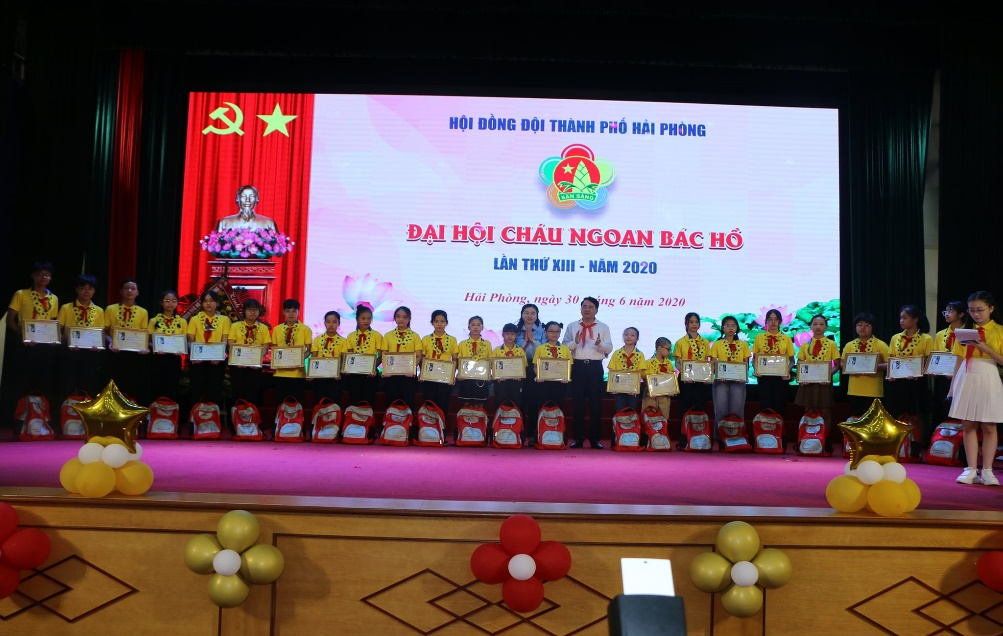 HỘI ĐỒNG ĐỘI THÀNH PHỐ HẢI PHÒNG
SẴN SÀNG
ĐẠI HỘI CHÁU NGOAN BÁC HỒ
LẦN THỨ XIII - NĂM 2020
Hải Phòng, ngày 30 tháng 6 năm 2020